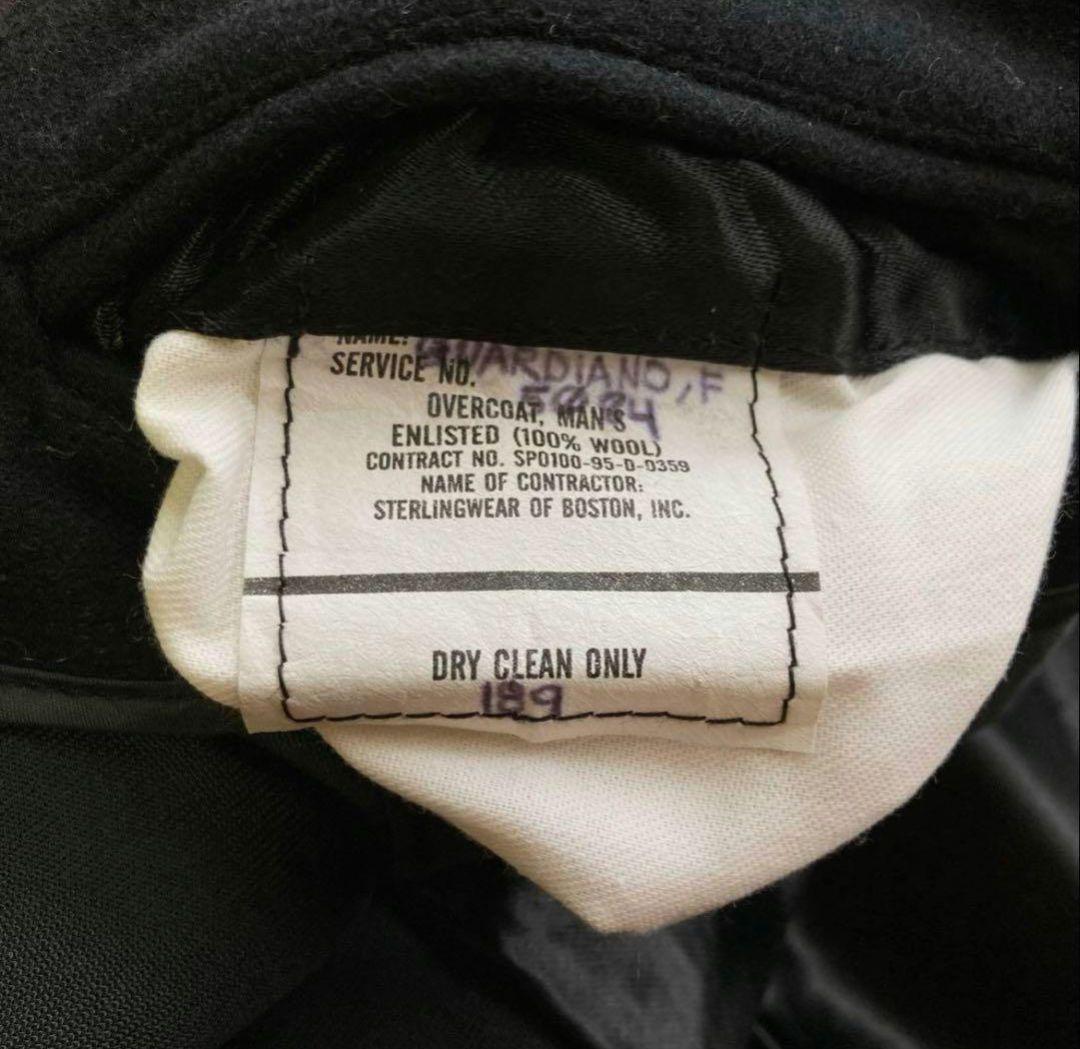 NAME: GUARDIANO, F
SERVICE NO.
OVERCOAT, MAN'S
ENLISTED (100% WOOL)
CONTRACT NO. SP0100-95-D-0359
NAME OF CONTRACTOR:
STERLINGWEAR OF BOSTON, INC.
DRY CLEAN ONLY
189